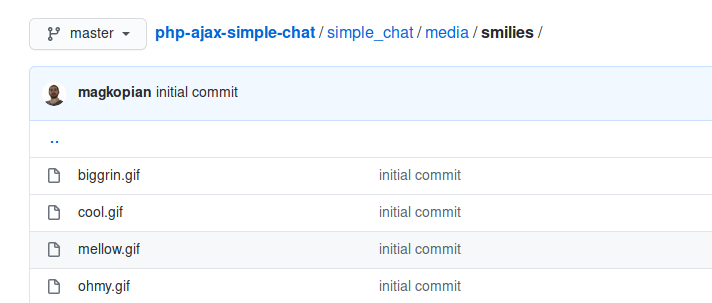 master php-ajax-simple-chat / simple_chat / media / smilies /
magkopian initial commit
..
biggrin.gif initial commit
cool.gif initial commit
mellow.gif initial commit
ohmy.gif initial commit